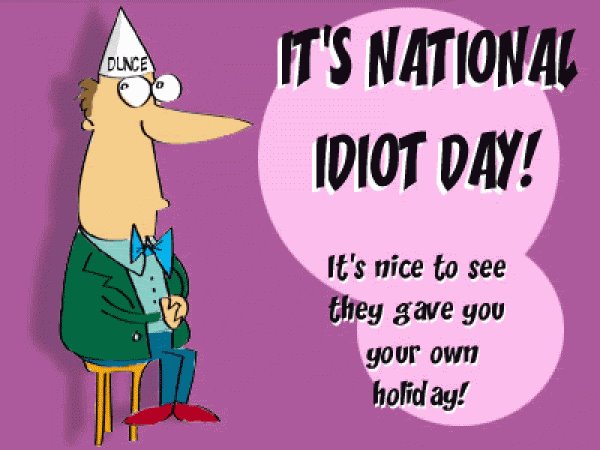 DUNCE
IT'S NATIONAL
IDIOT DAY!
It's nice to see
they gave you
your own
holiday!